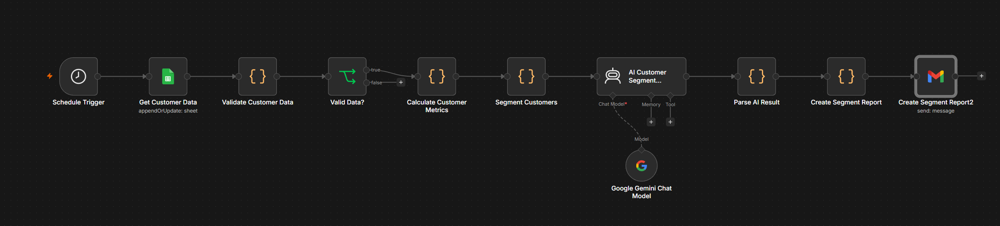 Schedule Trigger
Get Customer Data
appendOrUpdate: sheet
Validate Customer Data
Valid Data?
true
false
Calculate Customer
Metrics
Segment Customers
AI Customer
Segment...
Chat Model*
Memory
Tool
Model
Google Gemini Chat
Model
Parse AI Result
Create Segment Report
Create Segment Report2
send: message